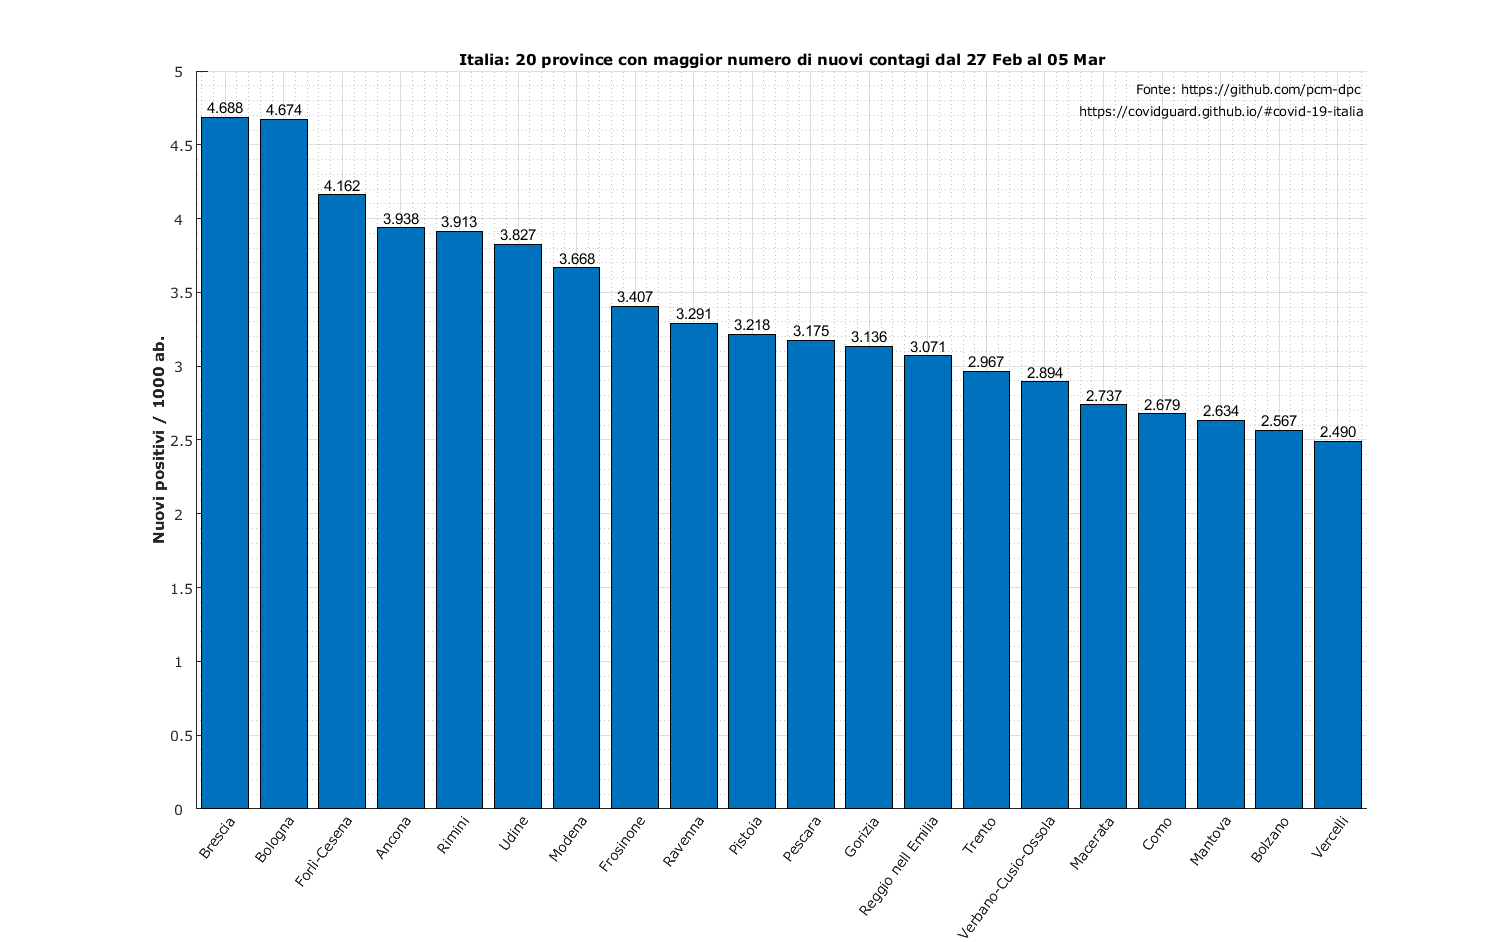 Italia: 20 province con maggior numero di nuovi contagi dal 27 Feb al 05 Mar
Fonte: https://github.com/pcm-dpc
https://covidguard.github.io/#covid-19-italia
Nuovi positivi / 1000 ab.
5
4.5
4
3.5
3
2.5
2
1.5
1
0.5
0
4.688
4.674
4.162
3.938
3.913
3.827
3.668
3.407
3.291
3.218
3.175
3.136
3.071
2.967
2.894
2.737
2.679
2.634
2.567
2.490
Brescia
Bologna
Forlì-Cesena
Ancona
Rimini
Udine
Modena
Frosinone
Ravenna
Pistoia
Pescara
Gorizia
Reggio nell Emilia
Trento
Verbano-Cusio-Ossola
Macerata
Como
Mantova
Bolzano
Vercelli